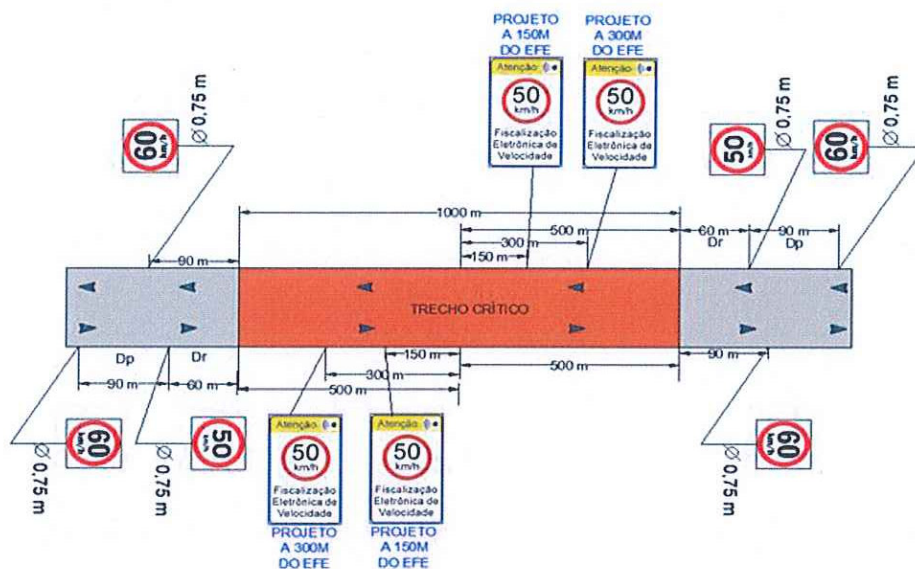 PROJETO
A 150M
DO EFE
PROJETO
A 300M
DO EFE
Atenção
50
km/h
Fiscalização
Eletrônica de
Velocidade
Atenção
50
km/h
Fiscalização
Eletrônica de
Velocidade
60
km/h
Ø 0,75 m
50
km/h
Ø 0,75 m
60
km/h
Ø 0,75 m
1000 m
500 m
300 m
150 m
60 m
Dr
90 m
Dp
90 m
TRECHO CRÍTICO
Dp
90 m
Dr
60 m
150 m
300 m
500 m
500 m
90 m
60
km/h
Ø 0,75 m
50
km/h
Ø 0,75 m
Atenção
50
km/h
Fiscalização
Eletrônica de
Velocidade
PROJETO
A 300M
DO EFE
Atenção
50
km/h
Fiscalização
Eletrônica de
Velocidade
PROJETO
A 150M
DO EFE
60
km/h
Ø 0,75 m